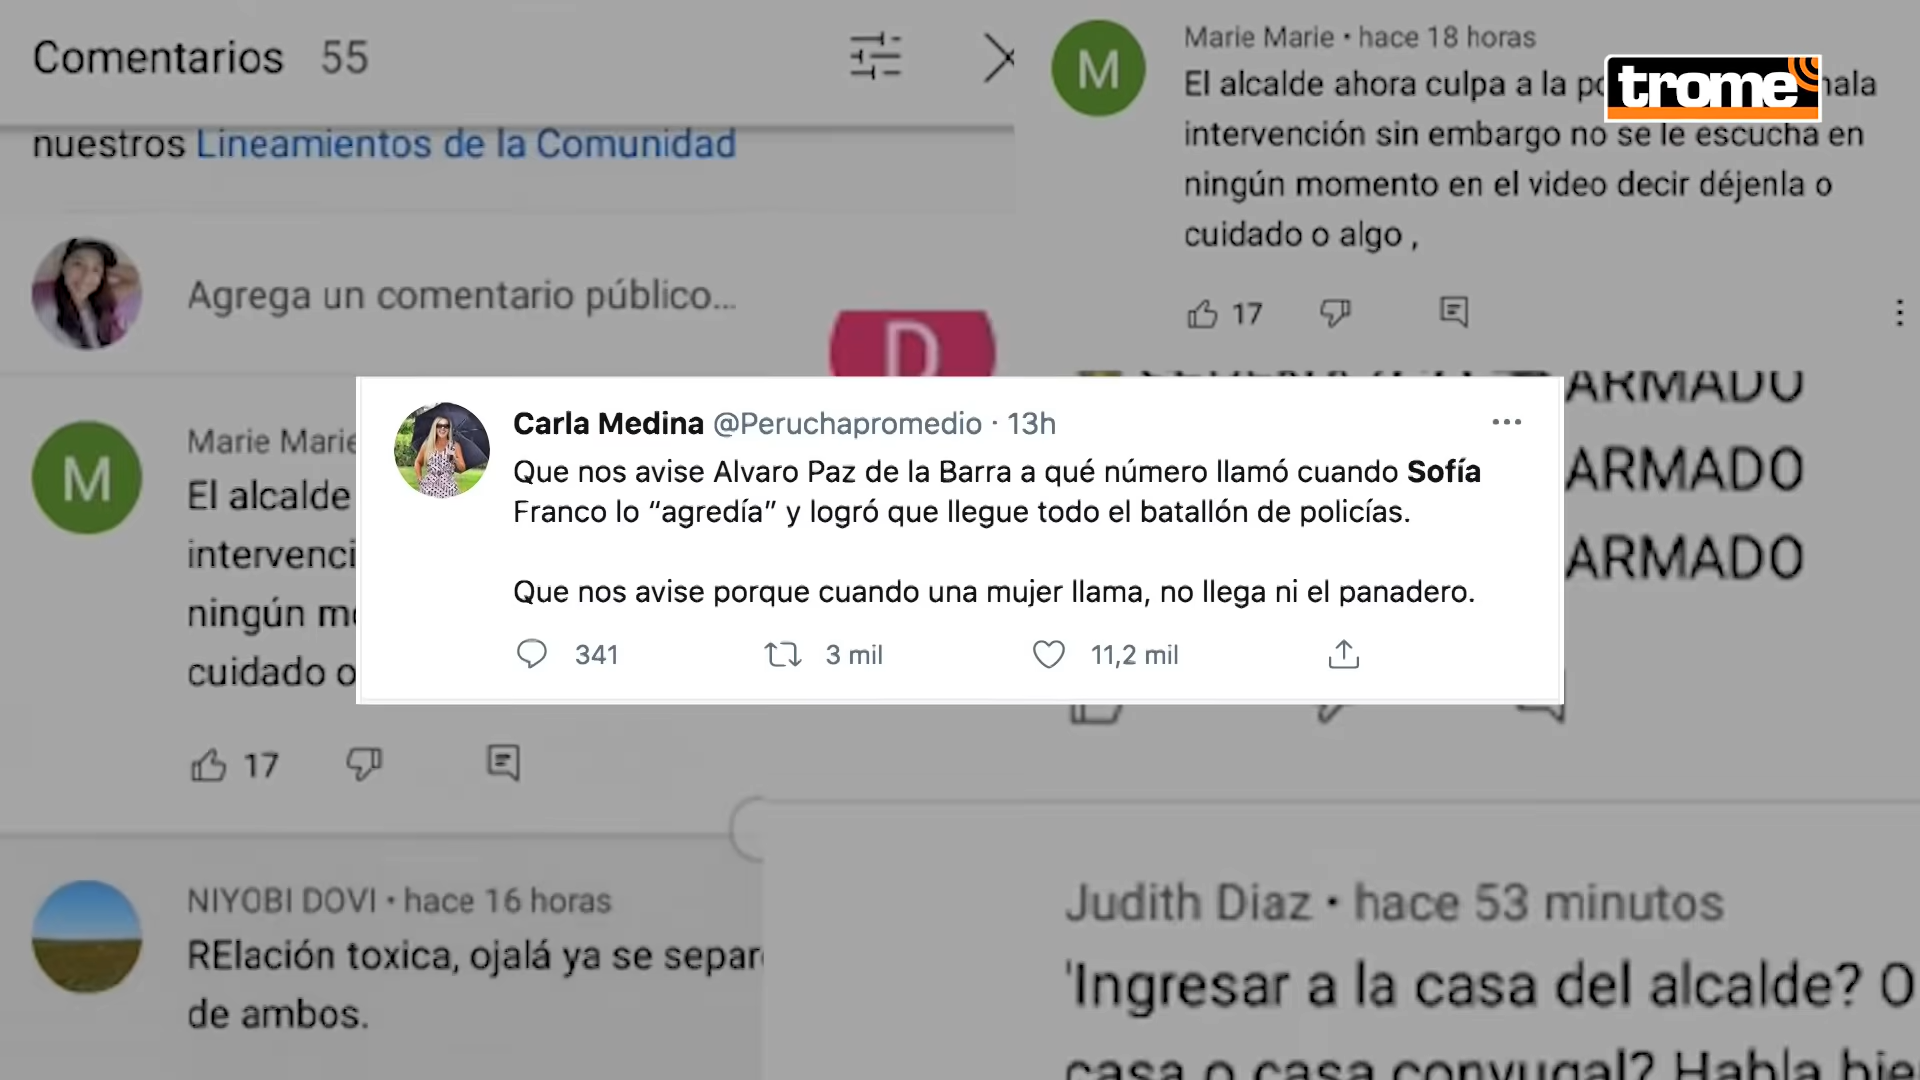 Comentarios 55
nuestros Lineamientos de la Comunidad
Agrega un comentario público...
D
M
Marie Marie
El alcalde
intervenci
ningún
cuidado
17
NIYOBI DOVI • hace 16 horas
RElación toxica, ojalá ya se separ
de ambos.
M
Marie Marie • hace 18 horas
El alcalde ahora culpa a la
intervención sin embargo no se le escucha en
ningún momento en el video decir déjenla o
cuidado o algo ,
17
trome
ARMADO
ARMADO
ARMADO
Carla Medina @Peruchapromedio · 13h
Que nos avise Alvaro Paz de la Barra a qué número llamó cuando Sofía
Franco lo “agredía” y logró que llegue todo el batallón de policías.
Que nos avise porque cuando una mujer llama, no llega ni el panadero.
341 3 mil 11,2 mil
Judith Diaz • hace 53 minutos
'Ingresar a la casa del alcalde? O
casa o casa conyugal? Habla